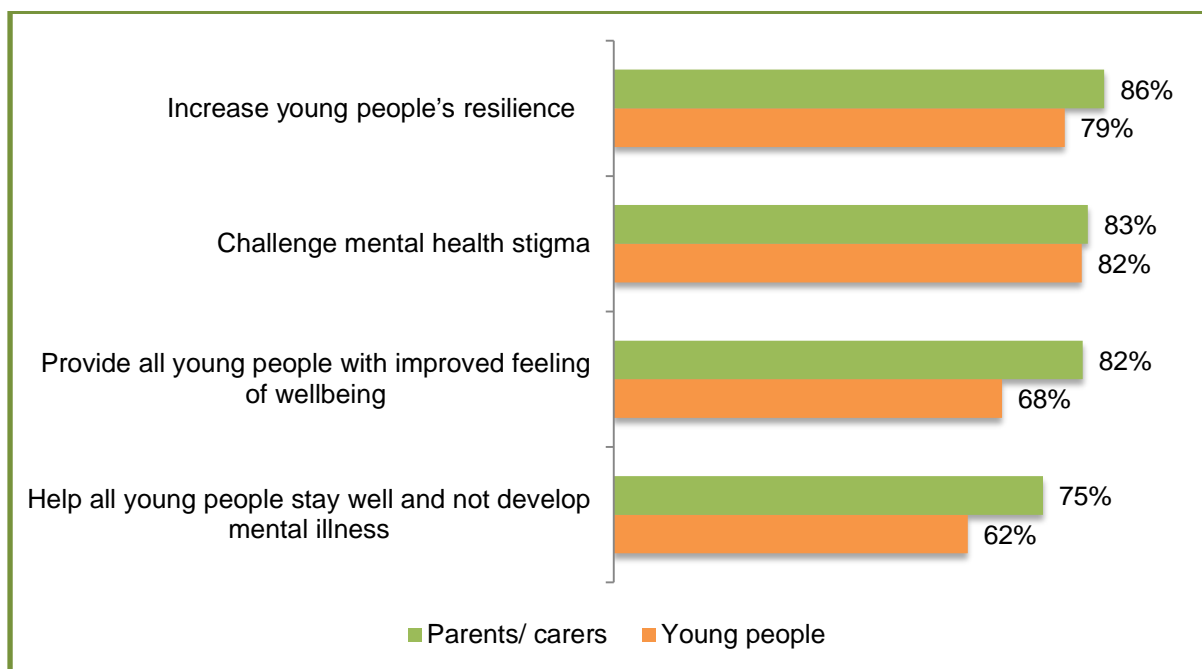 Increase young people’s resilience
86%
79%
Challenge mental health stigma
83%
82%
Provide all young people with improved feeling
of wellbeing
82%
68%
Help all young people stay well and not develop
mental illness
75%
62%
Parents/ carers
Young people